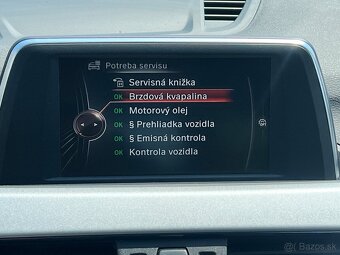 Potreba servisu
Servisná knižka
OK Brzdová kvapalina
OK Motorový olej
OK § Prehliadka vozidla
OK § Emisná kontrola
OK Kontrola vozidla
Bazos.sk